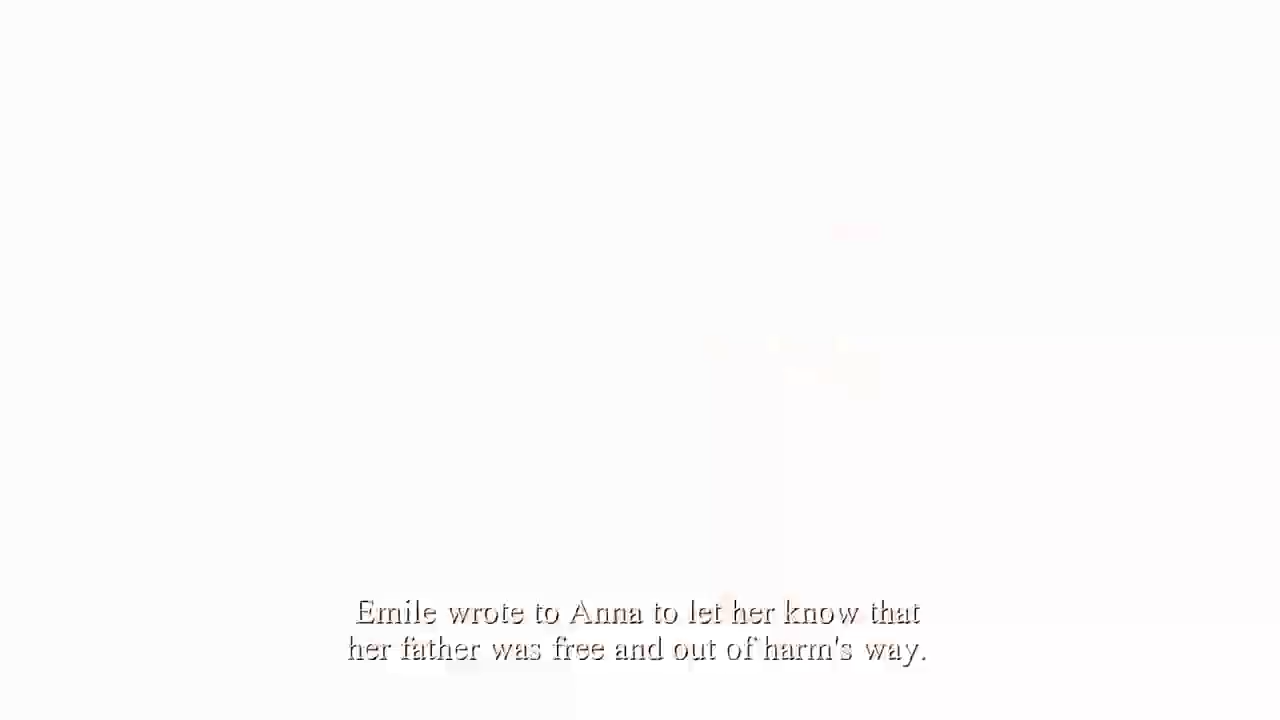 Emile wrote to Anna to let her know that
her father was free and out of harm's way.